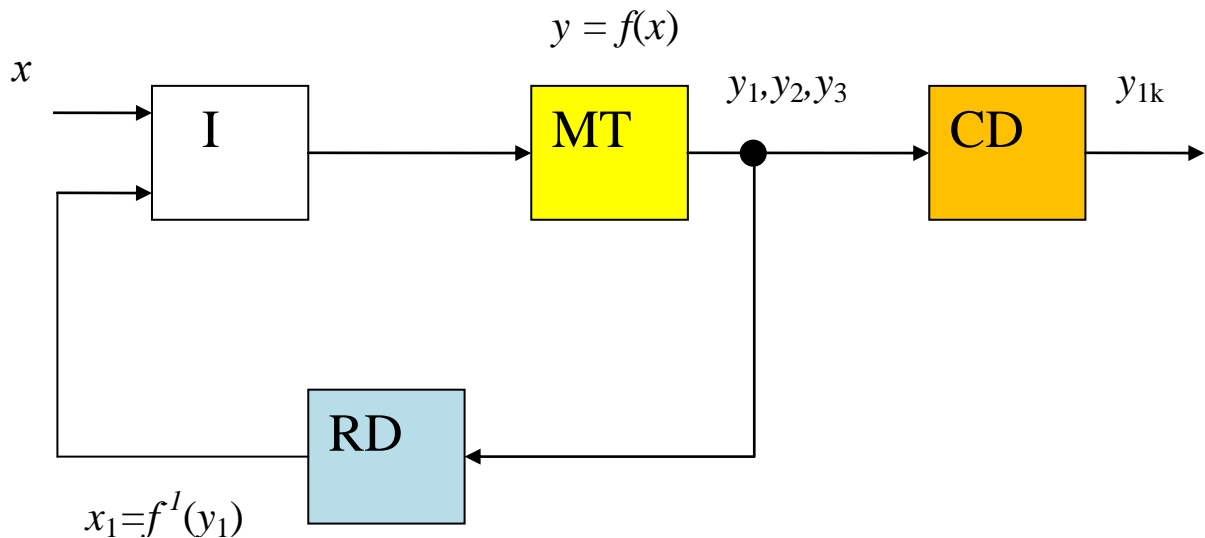 y = f(x)
x
I
MT
y₁,y₂,y₃
CD
y₁ₖ
RD
x₁=f⁻¹(y₁)